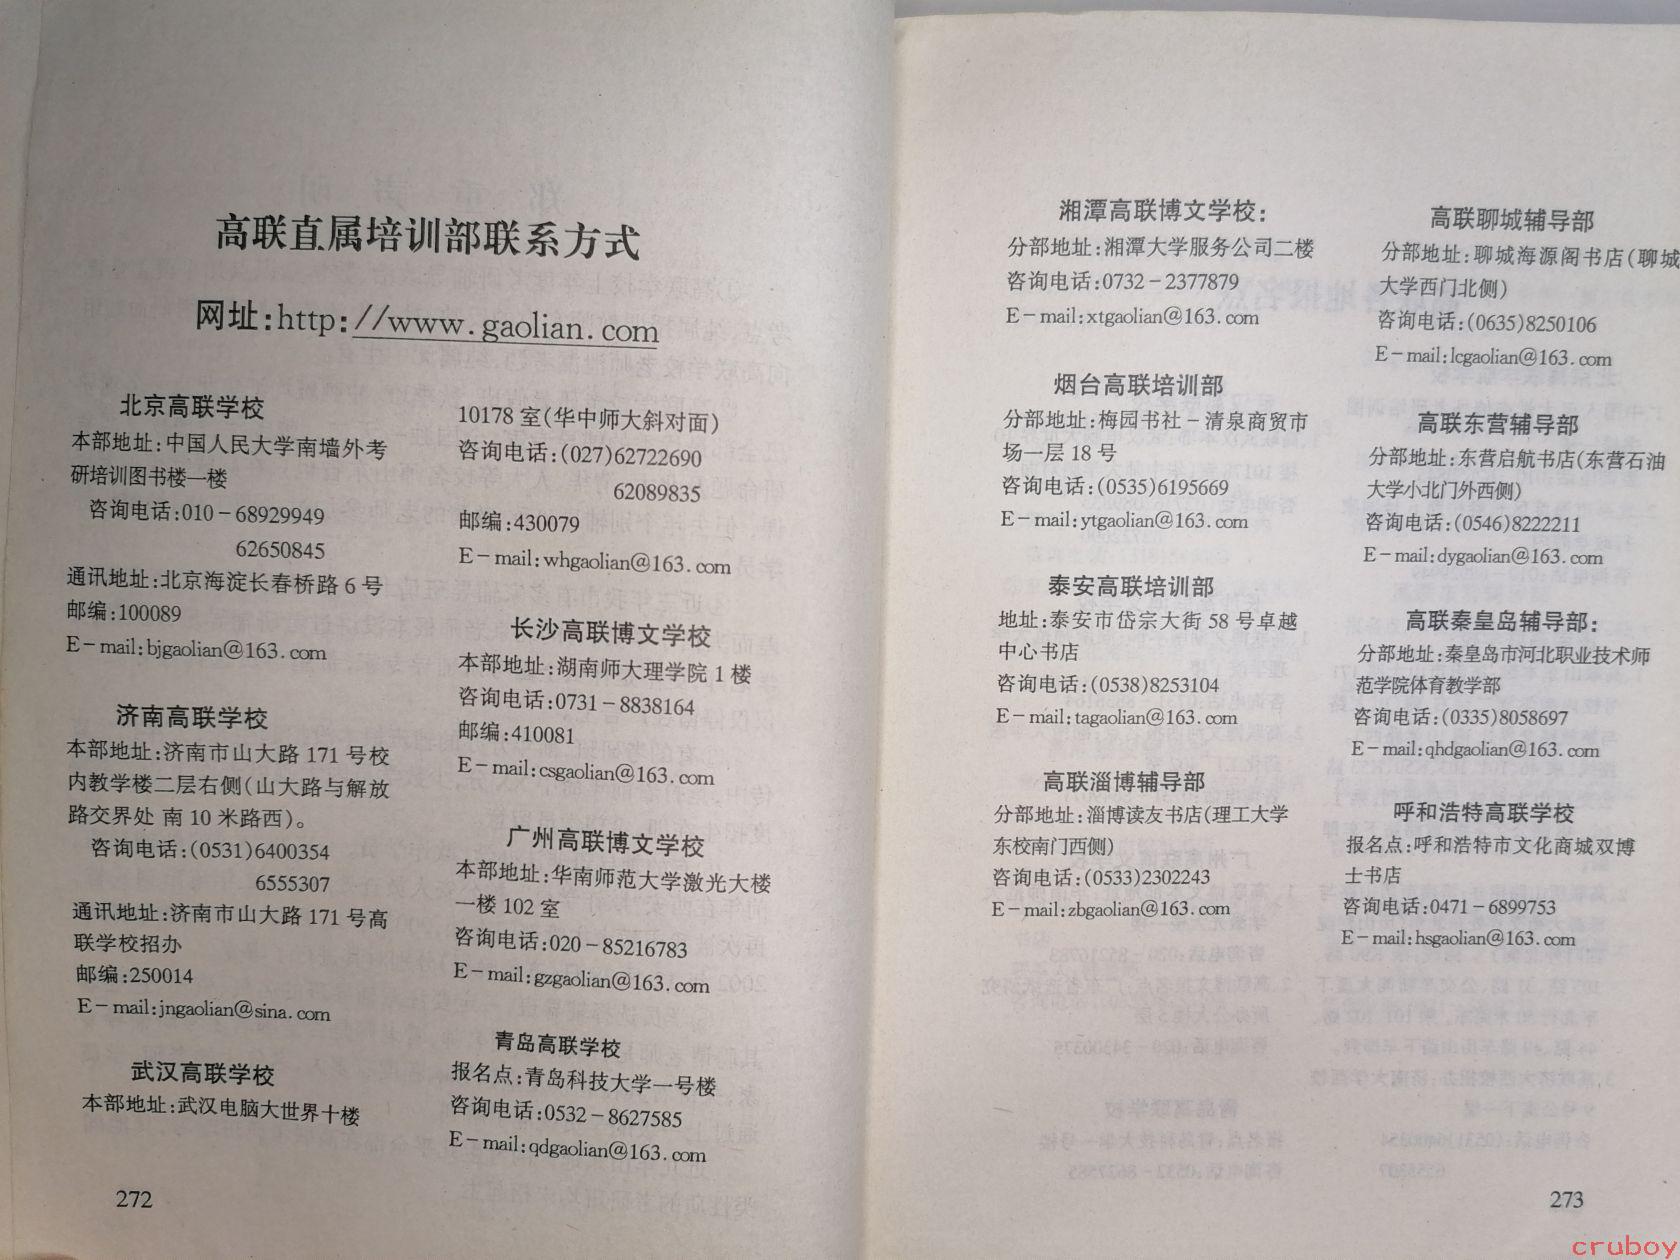 高联直属培训部联系方式
网址:http://www.gaolian.com
北京高联学校
本部地址:中国人民大学南墙外考
研培训图书楼一楼
咨询电话:010-68929949
62650845
通讯地址:北京海淀长春桥路6号
邮编:100089
E-mail:bjgaolian@163.com
济南高联学校
本部地址:济南市山大路171号校
内教学楼二层右侧(山大路与解放
路交界处 南10米路西)。
咨询电话:(0531)6400354
6555307
通讯地址:济南市山大路171号高
联学校招办
邮编:250014
E-mail:jngaolian@sina.com
武汉高联学校
本部地址:武汉电脑大世界十楼
10178室(华中师大斜对面)
咨询电话:(027)62722690
62089835
邮编:430079
E-mail:whgaolian@163.com
长沙高联博文学校
本部地址:湖南师大理学院1楼
咨询电话:0731-8838164
邮编:410081
E-mail:csgaolian@163.com
广州高联博文学校
本部地址:华南师范大学激光大楼
一楼102室
咨询电话:020-85216783
E-mail:gzgaolian@163.com
青岛高联学校
报名点:青岛科技大学一号楼
咨询电话:0532-8627585
E-mail:qdgaolian@163.com
272
湘潭高联博文学校:
分部地址:湘潭大学服务公司二楼
咨询电话:0732-2377879
E-mail:xtgaolian@163.com
烟台高联培训部
分部地址:梅园书社-清泉商贸市
场一层18号
咨询电话:(0535)6195669
E-mail:ytgaolian@163.com
泰安高联培训部
地址:泰安市岱宗大街58号卓越
中心书店
咨询电话:(0538)8253104
E-mail:tagaolian@163.com
高联淄博辅导部
分部地址:淄博读友书店(理工大学
东校南门西侧)
咨询电话:(0533)2302243
E-mail:zbgaolian@163.com
高联聊城辅导部
分部地址:聊城海源阁书店(聊城
大学西门北侧)
咨询电话:(0635)8250106
E-mail:lcgaolian@163.com
高联东营辅导部
分部地址:东营启航书店(东营石油
大学小北门外西侧)
咨询电话:(0546)8222211
E-mail:dygaolian@163.com
高联秦皇岛辅导部:
分部地址:秦皇岛市河北职业技术师
范学院体育教学部
咨询电话:(0335)8058697
E-mail:qhdgaolian@163.com
呼和浩特高联学校
报名点:呼和浩特市文化商城双博
士书店
咨询电话:0471-6899753
E-mail:hsgaolian@163.com
273
cruboy